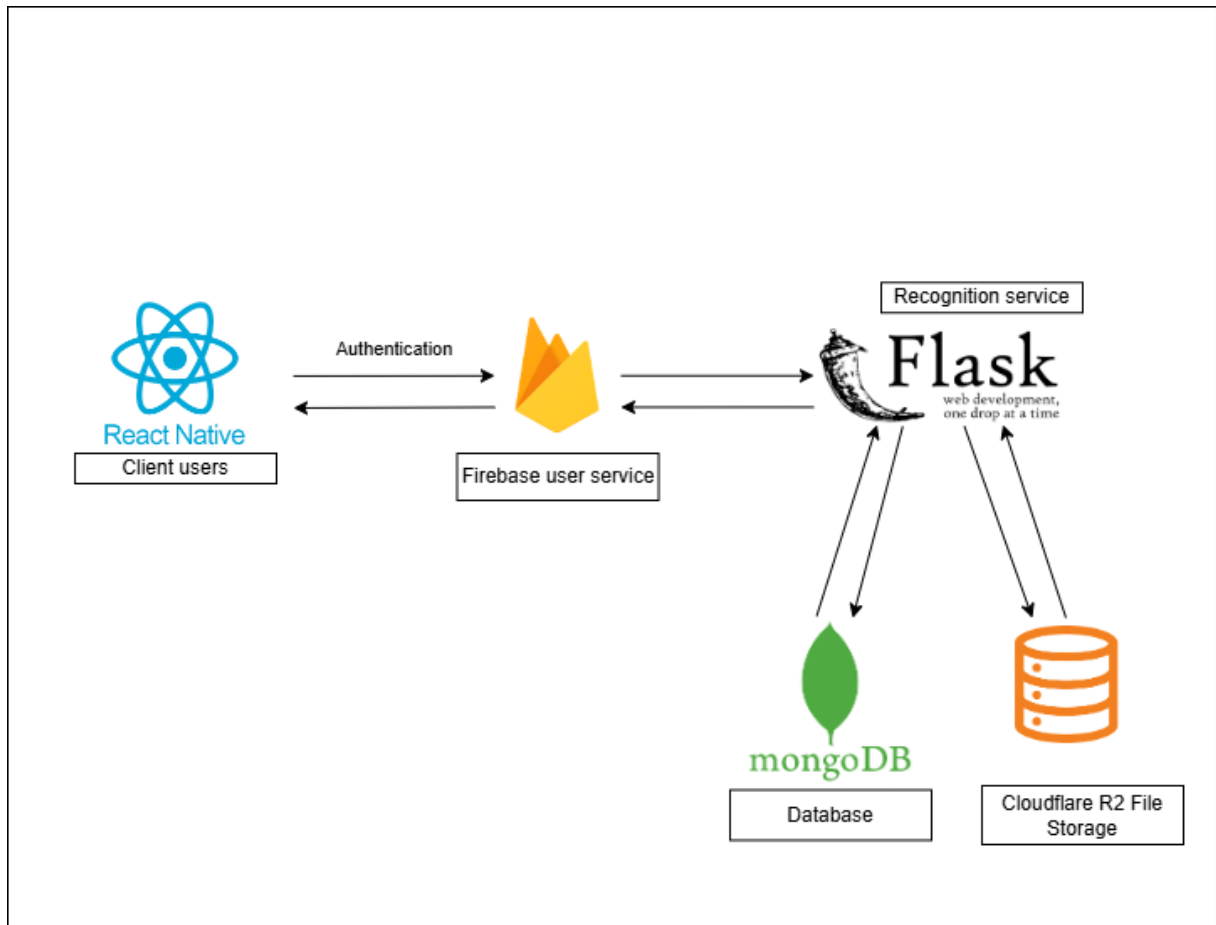 Recognition service
Authentication
Flask
web development,
one drop at a time
React Native
Client users
Firebase user service
mongoDB
Database
Cloudflare R2 File
Storage